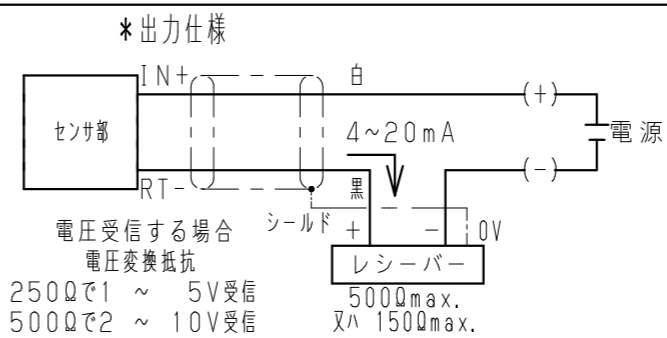 *出力仕様
IN+
白
(+)
センサ部
4~20mA
電源
RT-
黒
(-)
シールド
+
-
0V
レシーバー
500Ωmax.
又ハ 150Ωmax.
電圧受信する場合
電圧変換抵抗
250Ωで1 ~ 5V受信
500Ωで2 ~ 10V受信